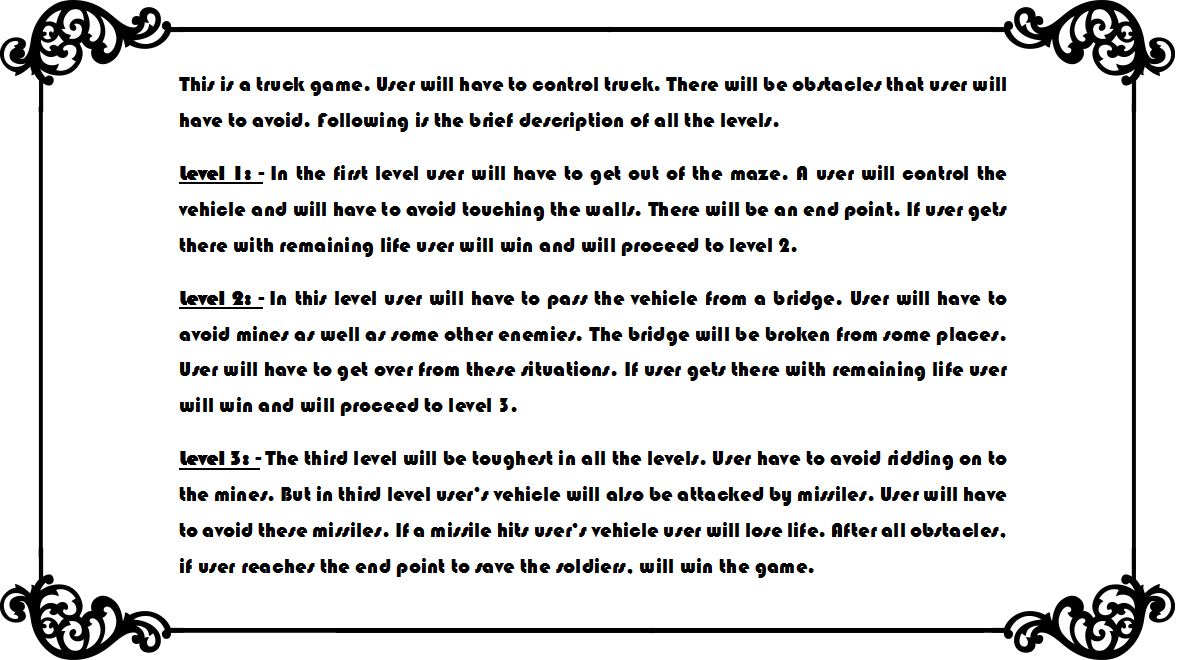 This is a truck game. User will have to control truck. There will be obstacles that user will
have to avoid. Following is the brief description of all the levels.
Level 1: - In the first level user will have to get out of the maze. A user will control the
vehicle and will have to avoid touching the walls. There will be an end point. If user gets
there with remaining life user will win and will proceed to level 2.
Level 2: - In this level user will have to pass the vehicle from a bridge. User will have to
avoid mines as well as some other enemies. The bridge will be broken from some places.
User will have to get over from these situations. If user gets there with remaining life user
will win and will proceed to level 3.
Level 3: - The third level will be toughest in all the levels. User have to avoid ridding on to
the mines. But in third level user's vehicle will also be attacked by missiles. User will have
to avoid these missiles. If a missile hits user's vehicle user will lose life. After all obstacles,
if user reaches the end point to save the soldiers, will win the game.